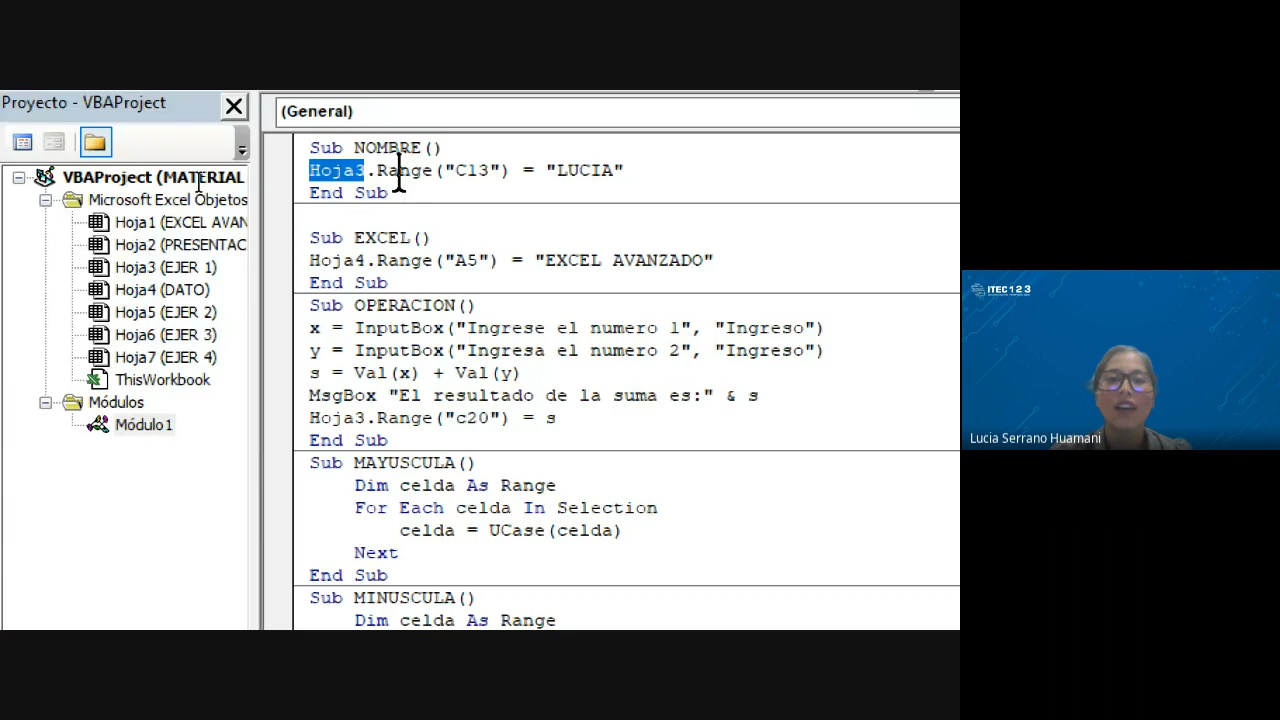 Proyecto - VBAProject
VBAProject (MATERIAL
Microsoft Excel Objetos
Hoja1 (EXCEL AVAN
Hoja2 (PRESENTAC
Hoja3 (EJER 1)
Hoja4 (DATO)
Hoja5 (EJER 2)
Hoja6 (EJER 3)
Hoja7 (EJER 4)
ThisWorkbook
Módulos
Módulo1
(General)
Sub NOMBRE()
Hoja3.Range("C13") = "LUCIA"
End Sub
Sub EXCEL()
Hoja4.Range("A5") = "EXCEL AVANZADO"
End Sub
Sub OPERACION()
x = InputBox("Ingrese el numero 1", "Ingreso")
y = InputBox("Ingresa el numero 2", "Ingreso")
s = Val(x) + Val(y)
MsgBox "El resultado de la suma es:" & s
Hoja3.Range("c20") = s
End Sub
Sub MAYUSCULA()
Dim celda As Range
For Each celda In Selection
celda = UCase(celda)
Next
End Sub
Sub MINUSCULA()
Dim celda As Range
ITEC 1 2 3
Lucia Serrano Huamani